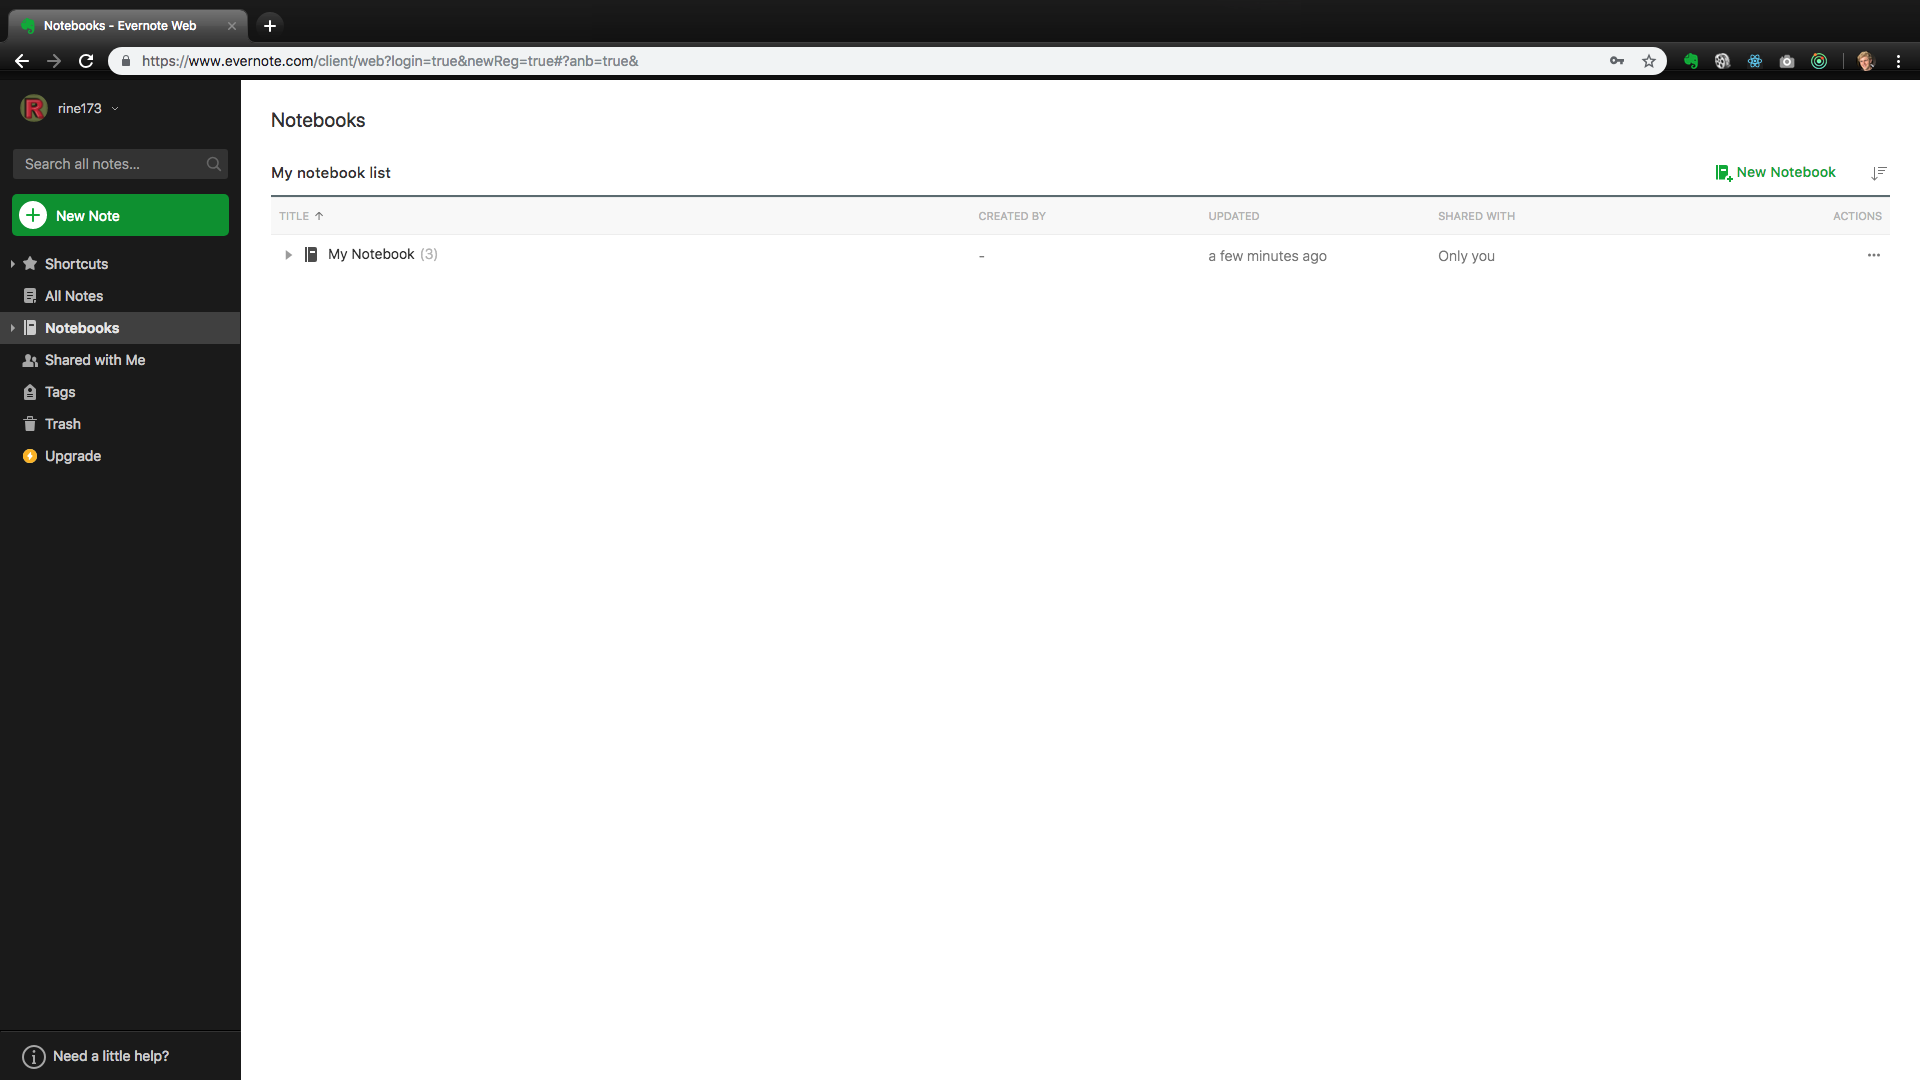 Notebooks - Evernote Web
https://www.evernote.com/client/web?login=true&newReg=true#?anb=true&
R rine173
Search all notes...
New Note
Shortcuts
All Notes
Notebooks
Shared with Me
Tags
Trash
Upgrade
Need a little help?
Notebooks
My notebook list
New Notebook
TITLE CREATED BY UPDATED SHARED WITH ACTIONS
My Notebook (3) - a few minutes ago Only you